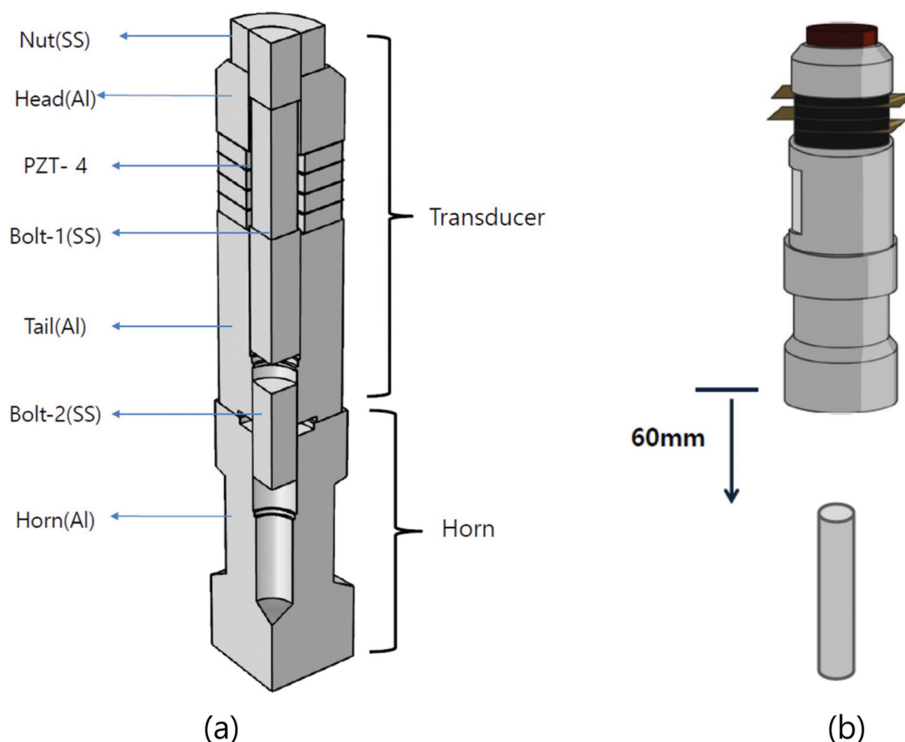 Nut(SS)
Head(Al)
PZT- 4
Bolt-1(SS)
Tail(Al)
Bolt-2(SS)
Horn(Al)
Transducer
Horn
(a)
60mm
(b)